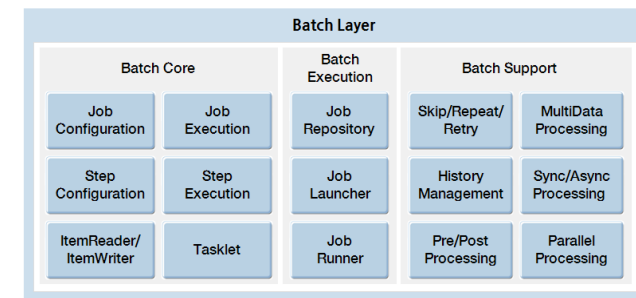 Batch Layer
Batch Core
Job
Configuration
Job
Execution
Step
Configuration
Step
Execution
ItemReader/
ItemWriter
Tasklet
Batch
Execution
Job
Repository
Job
Launcher
Job
Runner
Batch Support
Skip/Repeat/
Retry
MultiData
Processing
History
Management
Sync/Async
Processing
Pre/Post
Processing
Parallel
Processing